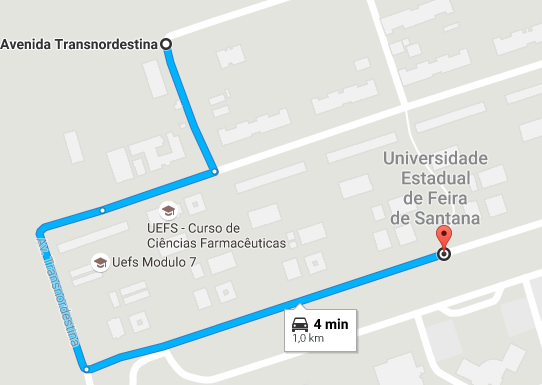 Avenida Transnordestina
Universidade
Estadual
de Feira
de Santana
UEFS - Curso de
Ciências Farmacêuticas
Uefs Modulo 7
Av. Transnordestina
4 min
1,0 km